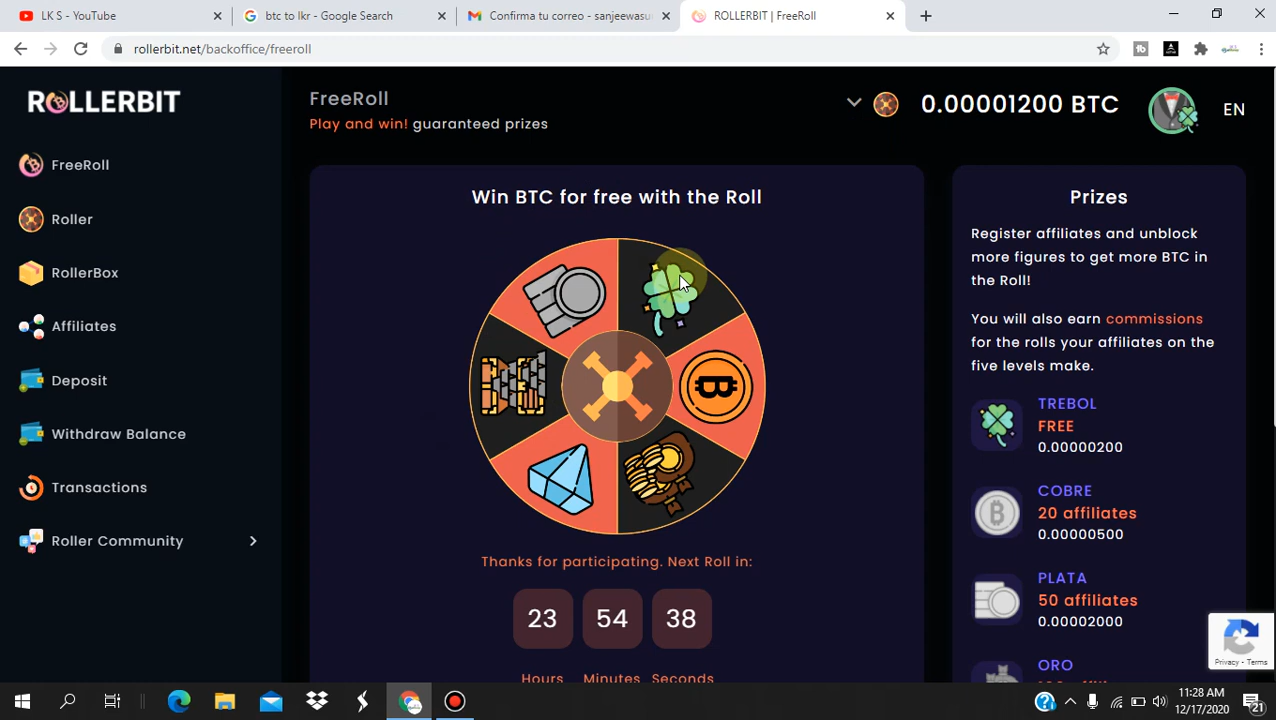 LK S - YouTube
btc to lkr - Google Search
Confirma tu correo - sanjeewasu
ROLLERBIT | FreeRoll
rollerbit.net/backoffice/freeroll
ROLLERBIT
FreeRoll
Roller
RollerBox
Affiliates
Deposit
Withdraw Balance
Transactions
Roller Community
FreeRoll
Play and win! guaranteed prizes
0.00001200 BTC
EN
Win BTC for free with the Roll
Thanks for participating. Next Roll in:
23 54 38
Hours Minutes Seconds
Prizes
Register affiliates and unblock
more figures to get more BTC in
the Roll!
You will also earn commissions
for the rolls your affiliates on the
five levels make.
TREBOL
FREE
0.00000200
COBRE
20 affiliates
0.00000500
PLATA
50 affiliates
0.00002000
ORO
Privacy - Terms
11:28 AM
12/17/2020
21